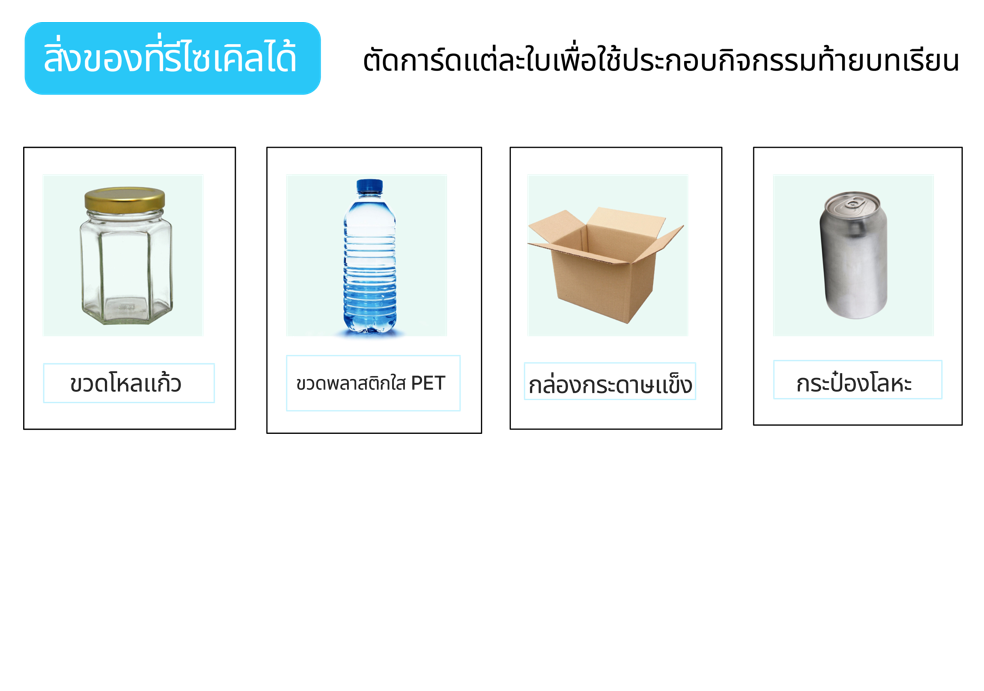 สิ่งของที่รีไซเคิลได้
ตัดการ์ดแต่ละใบเพื่อใช้ประกอบกิจกรรมท้ายบทเรียน
ขวดโหลแก้ว
ขวดพลาสติกใส PET
กล่องกระดาษแข็ง
กระป๋องโลหะ